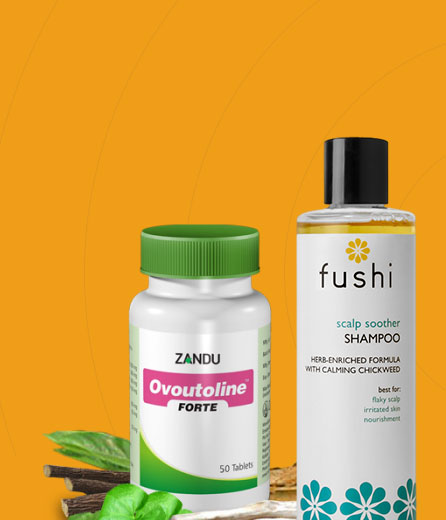 ZANDU
Ovoutoline™
FORTE
50 Tablets
fushi
scalp soother
SHAMPOO
HERB-ENRICHED FORMULA
WITH CALMING CHICKWEED
best for:
flaky scalp
irritated skin
nourishment